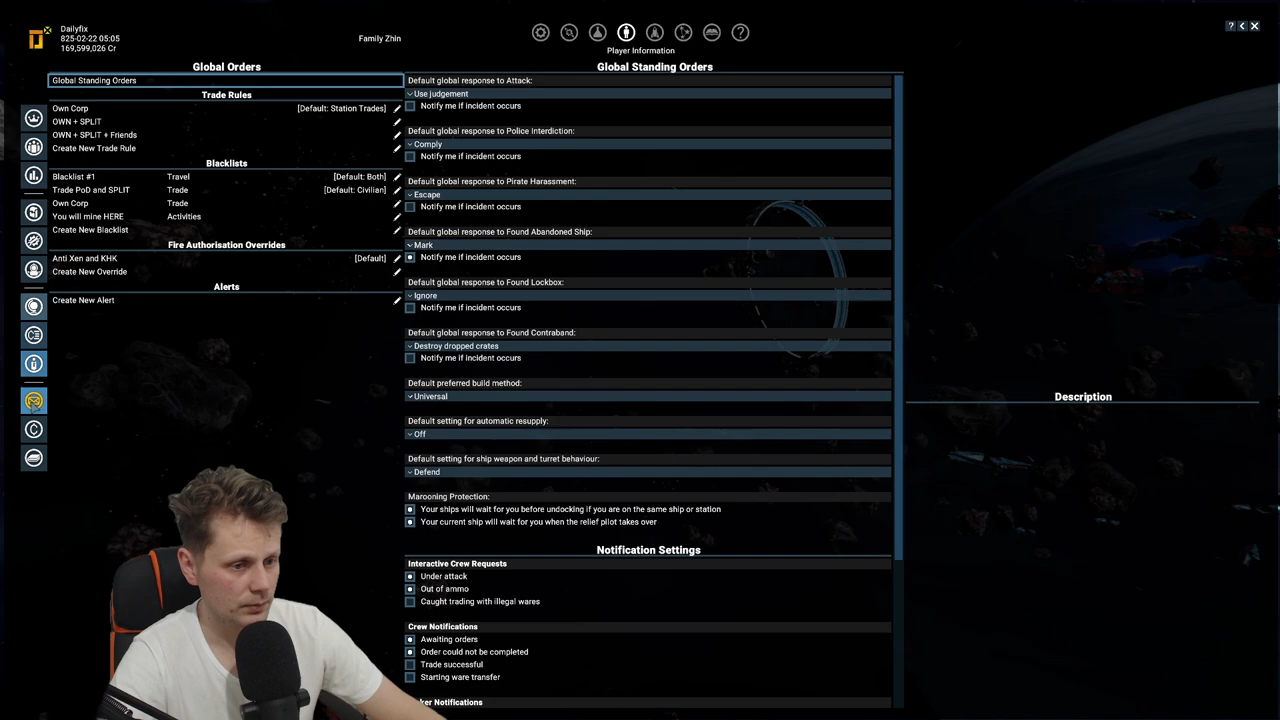 Dailyfix
825-02-22 05:05
169,599,026 Cr
Family Zhin
Player Information
Global Orders
Global Standing Orders
Trade Rules
Own Corp [Default: Station Trades]
OWN + SPLIT
OWN + SPLIT + Friends
Create New Trade Rule
Blacklists
Blacklist #1 Travel [Default: Both]
Trade PoD and SPLIT Trade [Default: Civilian]
Own Corp Trade
You will mine HERE Activities
Create New Blacklist
Fire Authorisation Overrides
Anti Xen and KHK [Default]
Create New Override
Alerts
Create New Alert
Global Standing Orders
Default global response to Attack:
Use judgement
Notify me if incident occurs
Default global response to Police Interdiction:
Comply
Notify me if incident occurs
Default global response to Pirate Harassment:
Escape
Notify me if incident occurs
Default global response to Found Abandoned Ship:
Mark
Notify me if incident occurs
Default global response to Found Lockbox:
Ignore
Notify me if incident occurs
Default global response to Found Contraband:
Destroy dropped crates
Notify me if incident occurs
Default preferred build method:
Universal
Default setting for automatic resupply:
Off
Default setting for ship weapon and turret behaviour:
Defend
Marooning Protection:
Your ships will wait for you before undocking if you are on the same ship or station
Your current ship will wait for you when the relief pilot takes over
Notification Settings
Interactive Crew Requests
Under attack
Out of ammo
Caught trading with illegal wares
Crew Notifications
Awaiting orders
Order could not be completed
Trade successful
Starting ware transfer
Notifications
Description